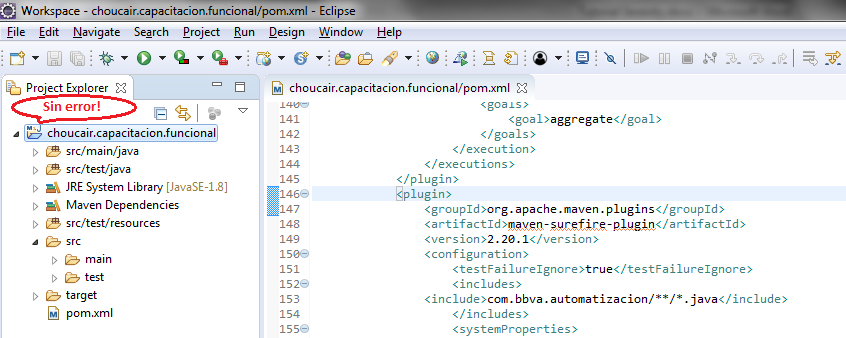 Workspace - choucair.capacitacion.funcional/pom.xml - Eclipse
File Edit Navigate Search Project Run Design Window Help
Project Explorer
Sin error!
choucair.capacitacion.funcional
src/main/java
src/test/java
JRE System Library [JavaSE-1.8]
Maven Dependencies
src/test/resources
src
main
test
target
pom.xml
choucair.capacitacion.funcional/pom.xml
140 <goals>
141 <goal>aggregate</goal>
142 </goals>
143 </execution>
144 </executions>
145 </plugin>
146 <plugin>
147 <groupId>org.apache.maven.plugins</groupId>
148 <artifactId>maven-surefire-plugin</artifactId>
149 <version>2.20.1</version>
150 <configuration>
151 <testFailureIgnore>true</testFailureIgnore>
152 <includes>
153 <include>com.bbva.automatizacion/**/*.java</include>
154 </includes>
155 <systemProperties>